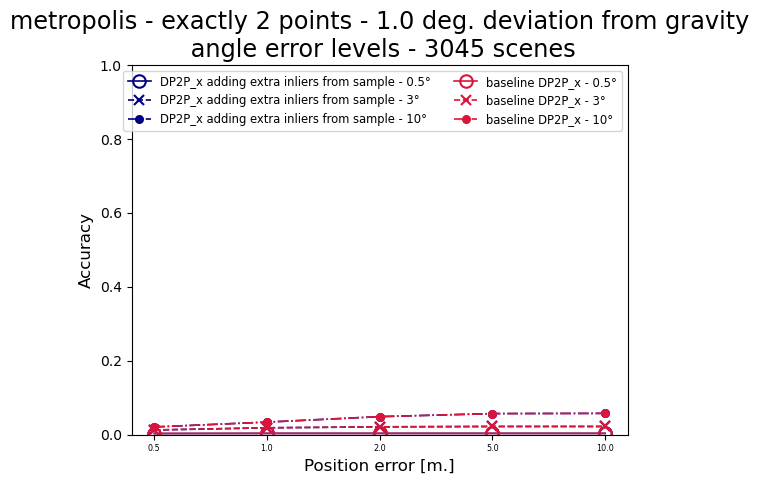 metropolis - exactly 2 points - 1.0 deg. deviation from gravity
angle error levels - 3045 scenes
DP2P_x adding extra inliers from sample - 0.5°
DP2P_x adding extra inliers from sample - 3°
DP2P_x adding extra inliers from sample - 10°
baseline DP2P_x - 0.5°
baseline DP2P_x - 3°
baseline DP2P_x - 10°
1.0
0.8
0.6
0.4
0.2
0.0
Accuracy
0.5 1.0 2.0 5.0 10.0
Position error [m.]